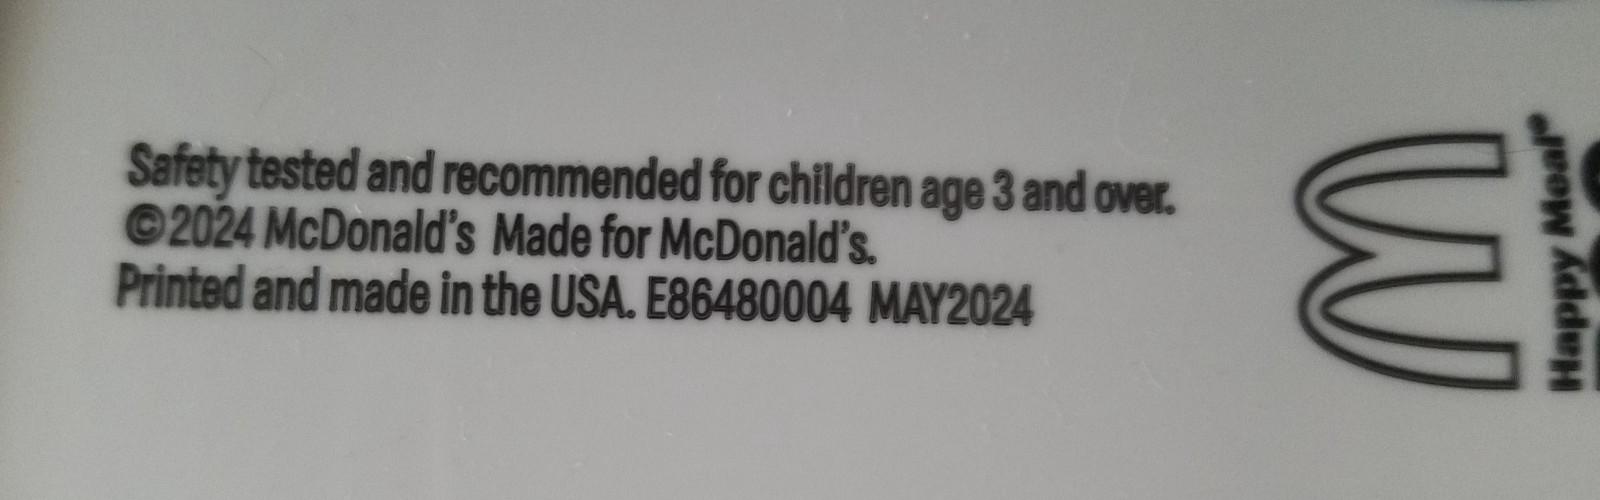 Safety tested and recommended for children age 3 and over.
©2024 McDonald's Made for McDonald's.
Printed and made in the USA. E86480004 MAY2024
Happy Meal®